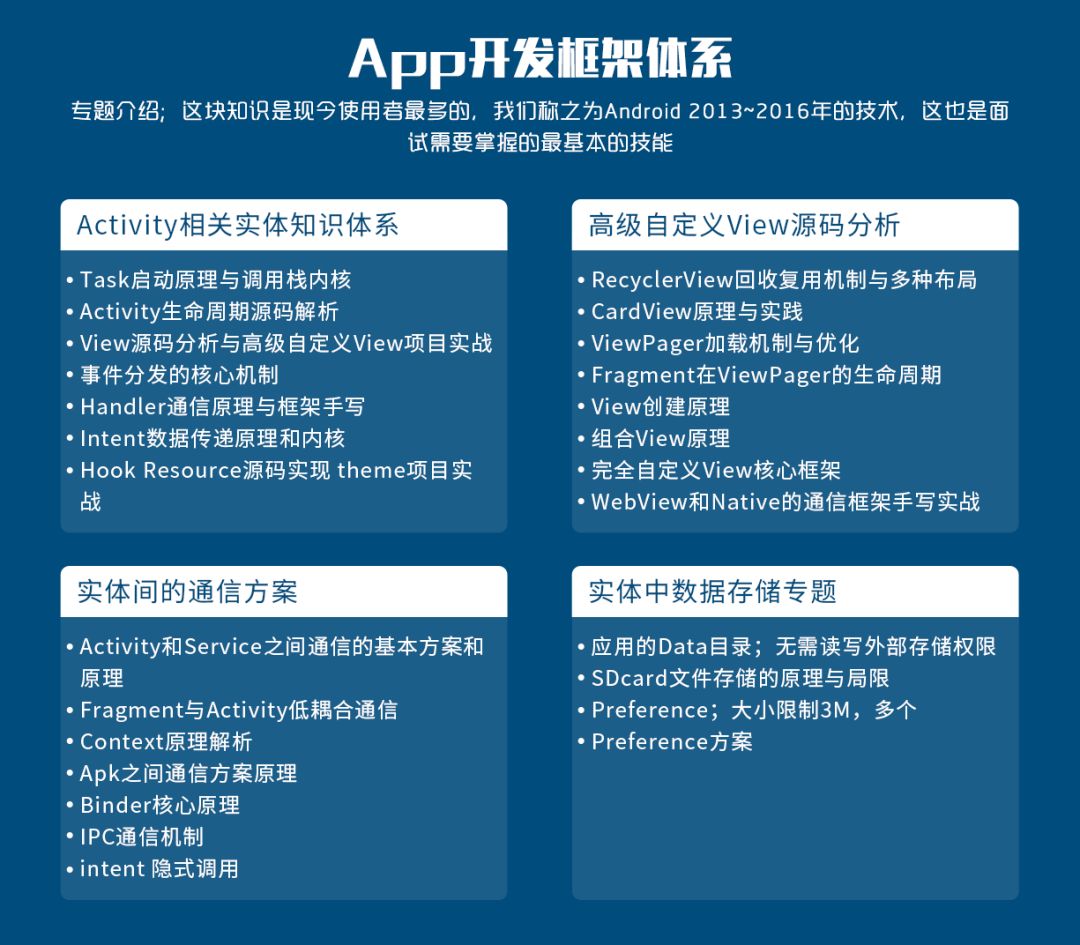 App开发框架体系
专题介绍；这块知识是现今使用者最多的，我们称之为Android 2013~2016年的技术，这也是面
试需要掌握的最基本的技能
Activity相关实体知识体系
• Task启动原理与调用栈内核
• Activity生命周期源码解析
• View源码分析与高级自定义View项目实战
• 事件分发的核心机制
• Handler通信原理与框架手写
• Intent数据传递原理和内核
• Hook Resource源码实现 theme项目实
战
高级自定义View源码分析
• RecyclerView回收复用机制与多种布局
• CardView原理与实践
• ViewPager加载机制与优化
• Fragment在ViewPager的生命周期
• View创建原理
• 组合View原理
• 完全自定义View核心框架
• WebView和Native的通信框架手写实战
实体间的通信方案
• Activity和Service之间通信的基本方案和
原理
• Fragment与Activity低耦合通信
• Context原理解析
• Apk之间通信方案原理
• Binder核心原理
• IPC通信机制
• intent 隐式调用
实体中数据存储专题
• 应用的Data目录；无需读写外部存储权限
• SDcard文件存储的原理与局限
• Preference；大小限制3M，多个
• Preference方案